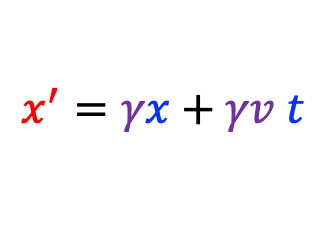 x′ = γx + γv t